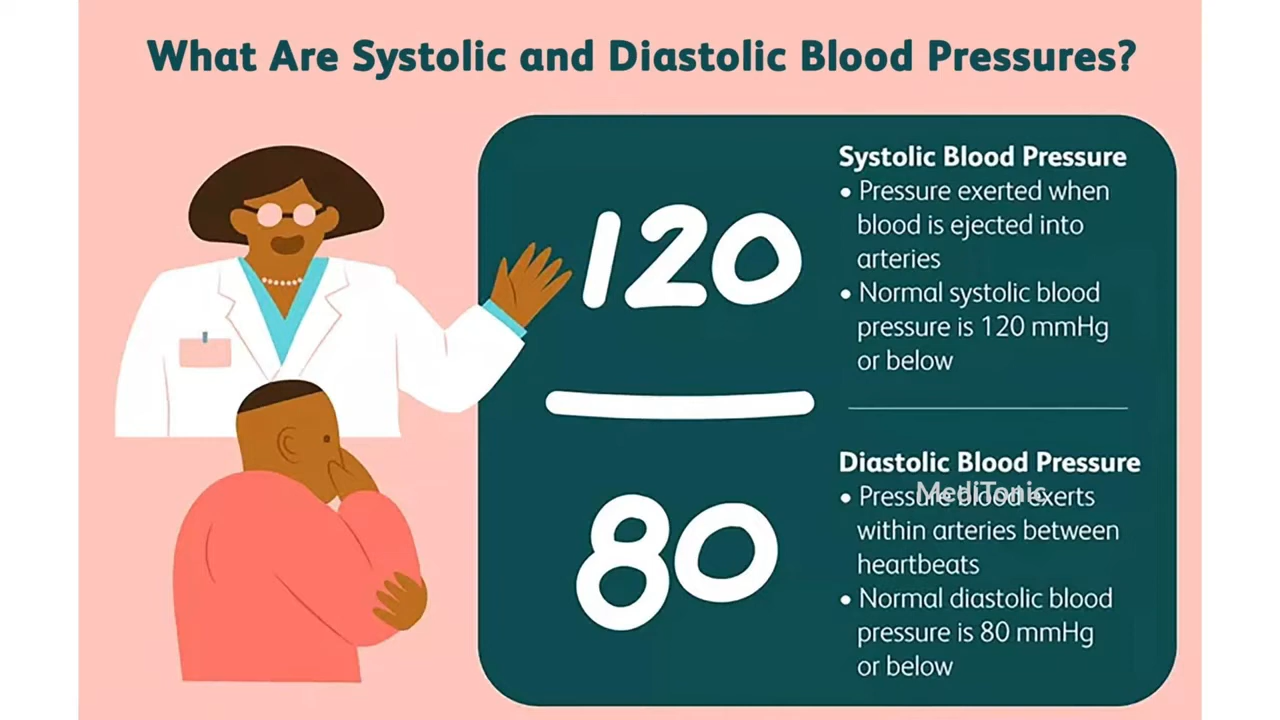 What Are Systolic and Diastolic Blood Pressures?
120
80
Systolic Blood Pressure
• Pressure exerted when
blood is ejected into
arteries
• Normal systolic blood
pressure is 120 mmHg
or below
Diastolic Blood Pressure
MediTonic
• Pressure blood exerts
within arteries between
heartbeats
• Normal diastolic blood
pressure is 80 mmHg
or below